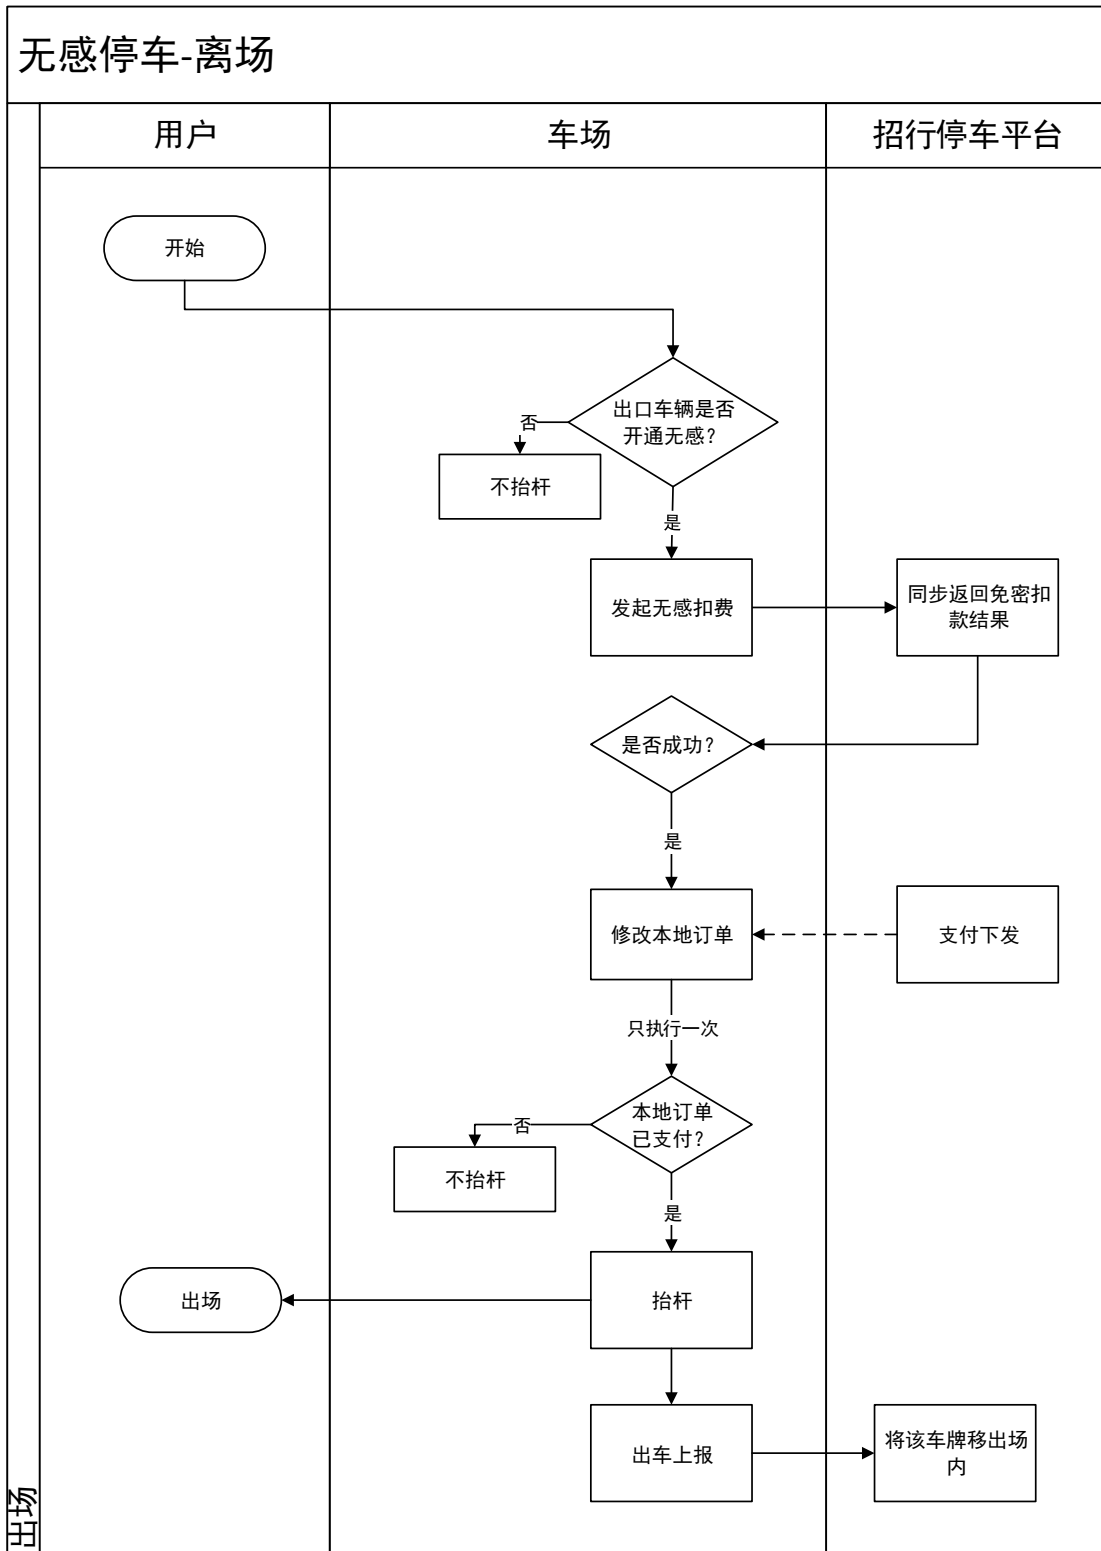 无感停车-离场
用户
车场
招行停车平台
开始
出口车辆是否
开通无感？
否
不抬杆
是
发起无感扣费
同步返回免密扣
款结果
是否成功？
是
修改本地订单
支付下发
只执行一次
本地订单
已支付？
否
不抬杆
是
抬杆
出场
出车上报
将该车牌移出场
内
出场